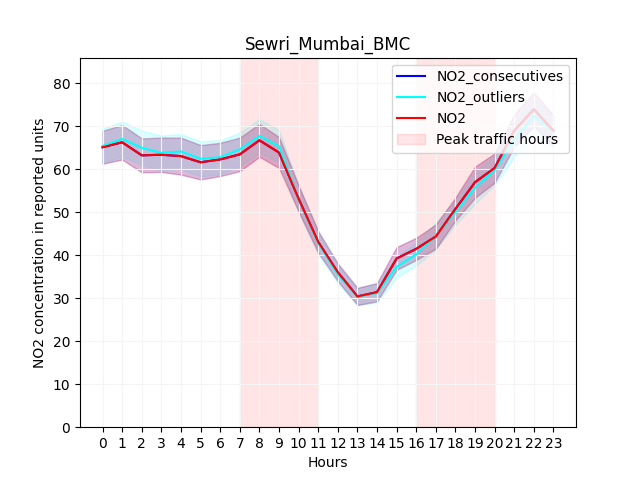 Sewri_Mumbai_BMC
NO2_consecutives
NO2_outliers
NO2
Peak traffic hours
NO2 concentration in reported units
80
70
60
50
40
30
20
10
0
0 1 2 3 4 5 6 7 8 9 10 11 12 13 14 15 16 17 18 19 20 21 22 23
Hours